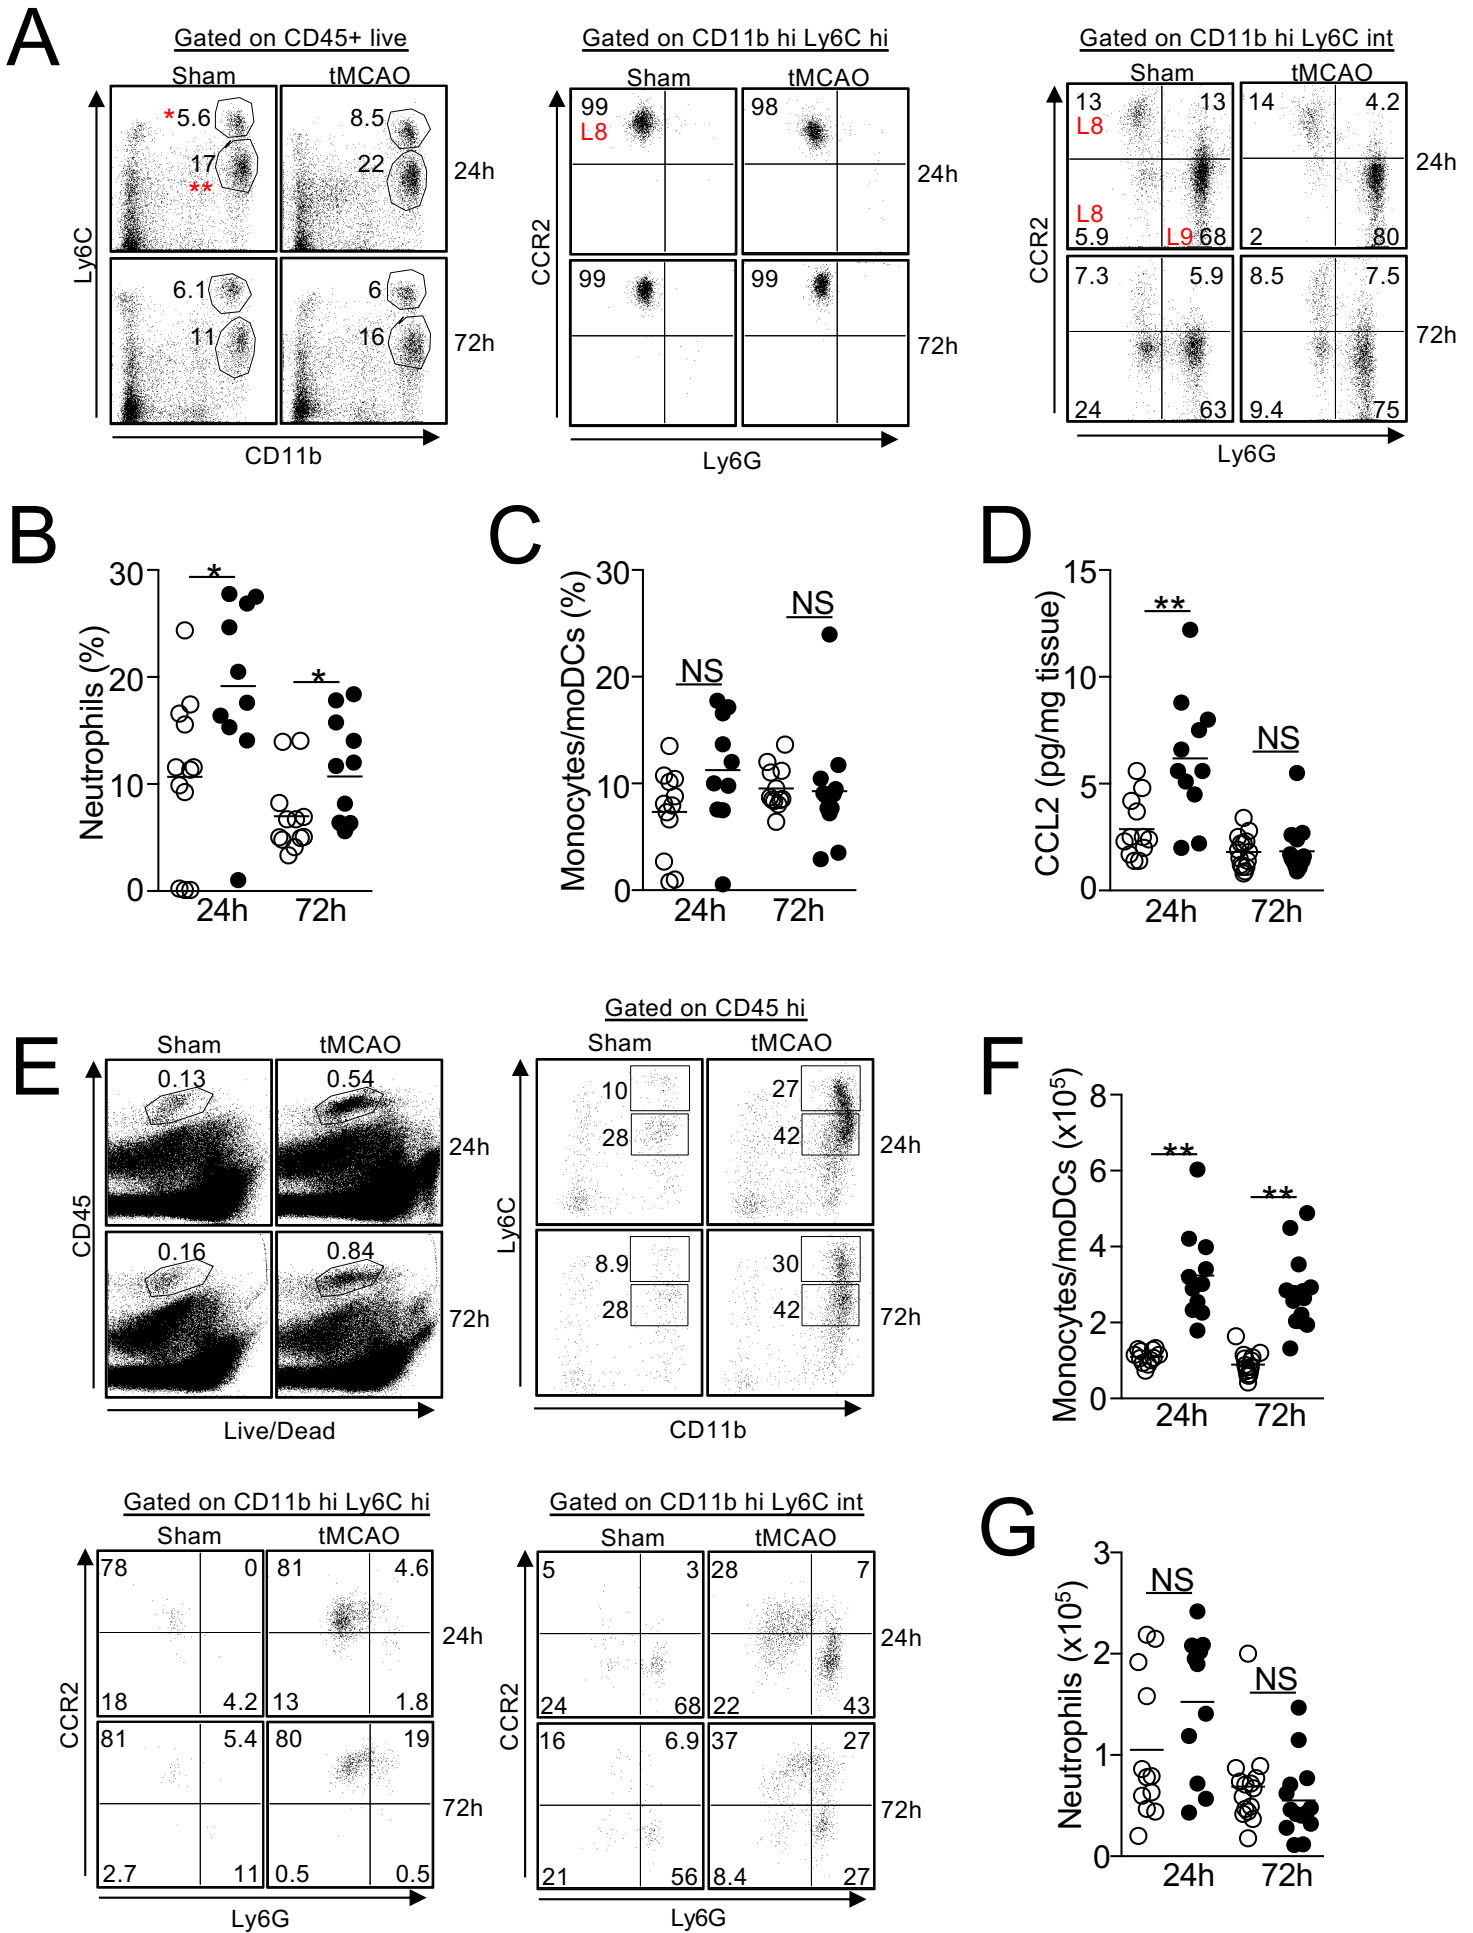 A
Gated on CD45+ live
Sham tMCAO
*5.6
17
**
8.5
22
24h
6.1
11
6
16
72h
Ly6C
CD11b
Gated on CD11b hi Ly6C hi
Sham tMCAO
99
L8
98
24h
99
99
72h
CCR2
Ly6G
Gated on CD11b hi Ly6C int
Sham tMCAO
13 13
L8
L8
5.9 L9 68
14 4.2
2 80
24h
7.3 5.9
24 63
8.5 7.5
9.4 75
72h
CCR2
Ly6G
B
Neutrophils (%)
30
20
10
0
*
*
24h 72h
C
Monocytes/moDCs (%)
30
20
10
0
NS
NS
24h 72h
D
CCL2 (pg/mg tissue)
15
10
5
0
**
NS
24h 72h
E
Sham tMCAO
0.13
0.54
24h
0.16
0.84
72h
CD45
Live/Dead
Gated on CD45 hi
Sham tMCAO
10
28
27
42
24h
8.9
28
30
42
72h
Ly6C
CD11b
F
Monocytes/moDCs (x10⁵)
8
6
4
2
0
**
**
24h 72h
Gated on CD11b hi Ly6C hi
Sham tMCAO
78 0
18 4.2
81 4.6
13 1.8
24h
81 5.4
2.7 11
80 19
0.5 0.5
72h
CCR2
Ly6G
Gated on CD11b hi Ly6C int
Sham tMCAO
5 3
24 68
28 7
22 43
24h
16 6.9
21 56
37 27
8.4 27
72h
CCR2
Ly6G
G
Neutrophils (x10⁵)
3
2
1
0
NS
NS
24h 72h